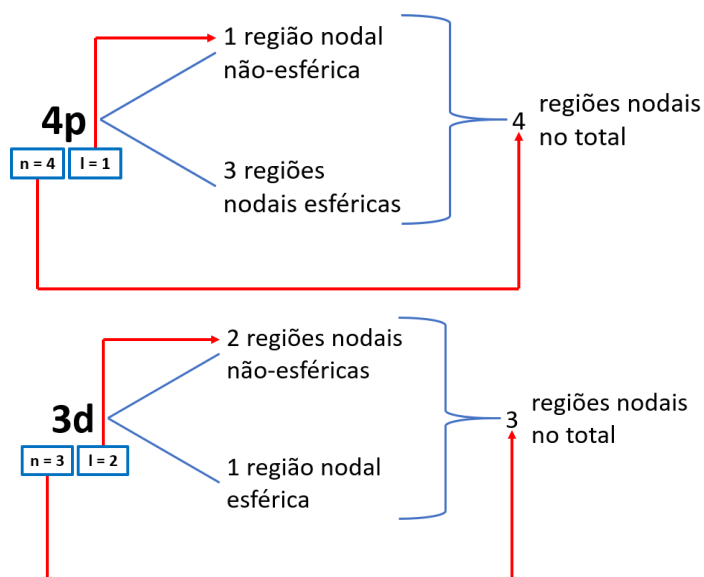 1 região nodal
não-esférica
4p
n = 4
l = 1
3 regiões
nodais esféricas
4
regiões nodais
no total
2 regiões nodais
não-esféricas
3d
n = 3
l = 2
1 região nodal
esférica
3
regiões nodais
no total